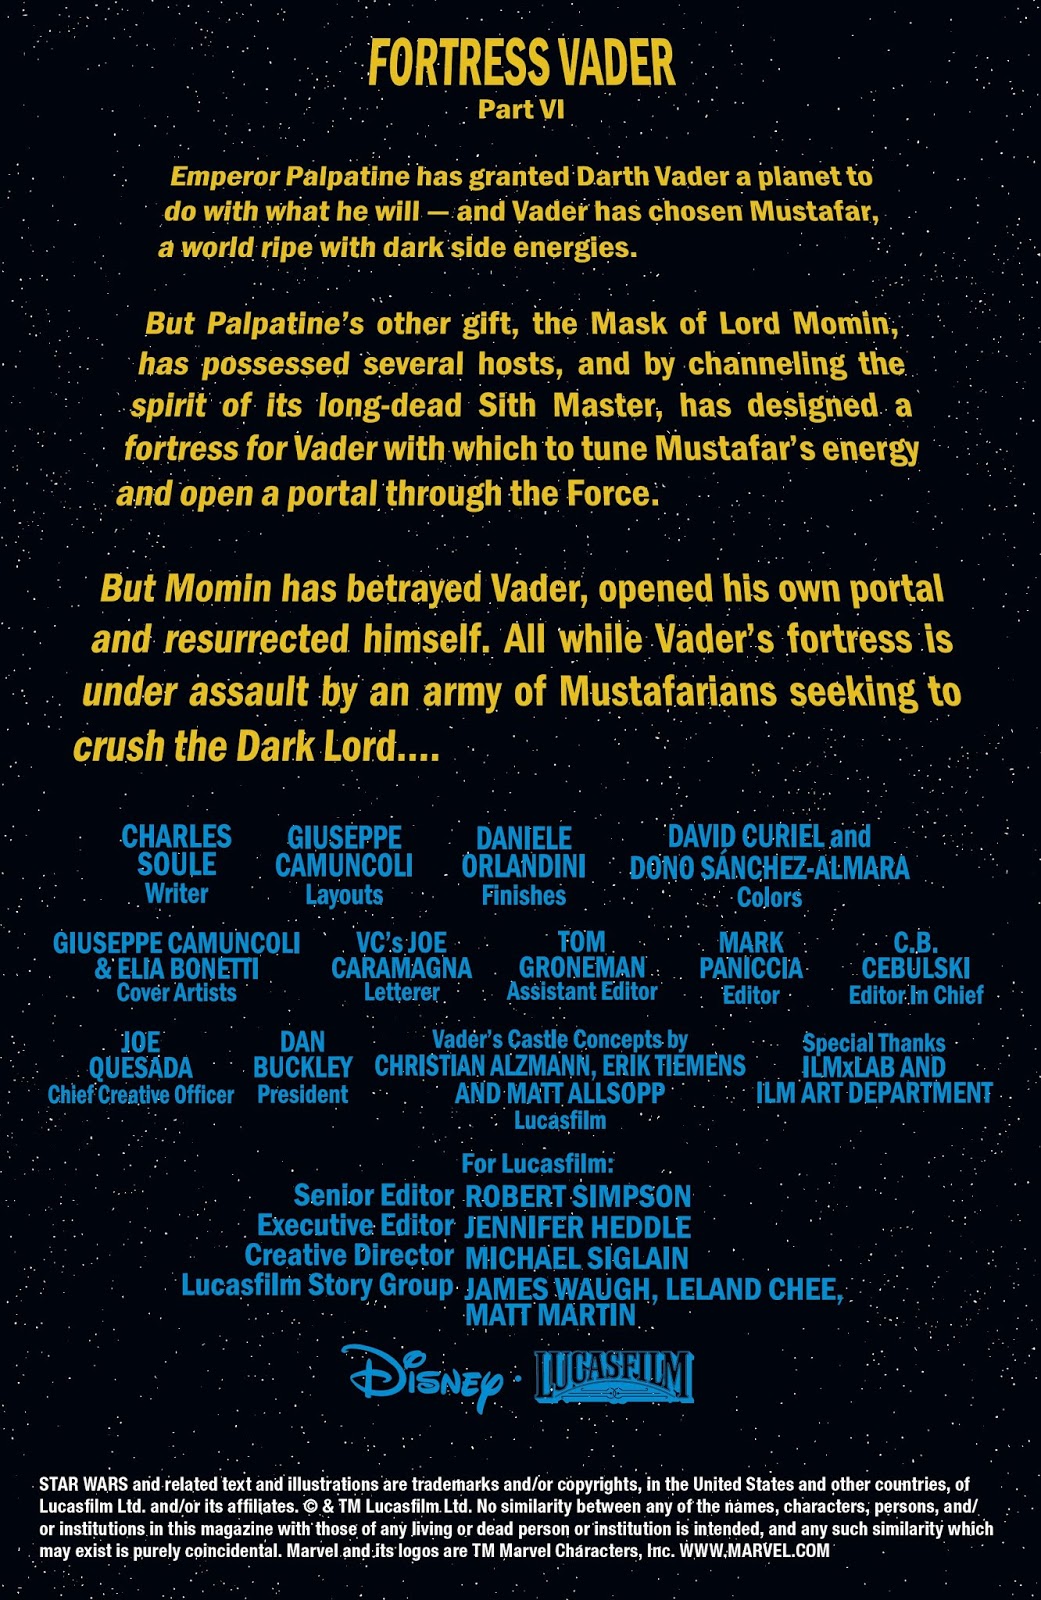 FORTRESS VADER
Part VI
Emperor Palpatine has granted Darth Vader a planet to
do with what he will — and Vader has chosen Mustafar,
a world ripe with dark side energies.
But Palpatine's other gift, the Mask of Lord Momin,
has possessed several hosts, and by channeling the
spirit of its long-dead Sith Master, has designed a
fortress for Vader with which to tune Mustafar's energy
and open a portal through the Force.
But Momin has betrayed Vader, opened his own portal
and resurrected himself. All while Vader's fortress is
under assault by an army of Mustafarians seeking to
crush the Dark Lord....
CHARLES
SOULE
Writer
GIUSEPPE
CAMUNCOLI
Layouts
DANIELE
ORLANDINI
Finishes
DAVID CURIEL and
DONO SÁNCHEZ-ALMARA
Colors
GIUSEPPE CAMUNCOLI
& ELIA BONETTI
Cover Artists
VC's JOE
CARAMAGNA
Letterer
TOM
GRONEMAN
Assistant Editor
MARK
PANICCIA
Editor
C.B.
CEBULSKI
Editor In Chief
JOE
QUESADA
Chief Creative Officer
DAN
BUCKLEY
President
Vader's Castle Concepts by
CHRISTIAN ALZMANN, ERIK TIEMENS
AND MATT ALLSOPP
Lucasfilm
Special Thanks
ILMxLAB AND
ILM ART DEPARTMENT
For Lucasfilm:
Senior Editor ROBERT SIMPSON
Executive Editor JENNIFER HEDDLE
Creative Director MICHAEL SIGLAIN
Lucasfilm Story Group JAMES WAUGH, LELAND CHEE,
MATT MARTIN
Disney · LUCASFILM
STAR WARS and related text and illustrations are trademarks and/or copyrights, in the United States and other countries, of
Lucasfilm Ltd. and/or its affiliates. © & TM Lucasfilm Ltd. No similarity between any of the names, characters, persons, and/
or institutions in this magazine with those of any living or dead person or institution is intended, and any such similarity which
may exist is purely coincidental. Marvel and its logos are TM Marvel Characters, Inc. WWW.MARVEL.COM